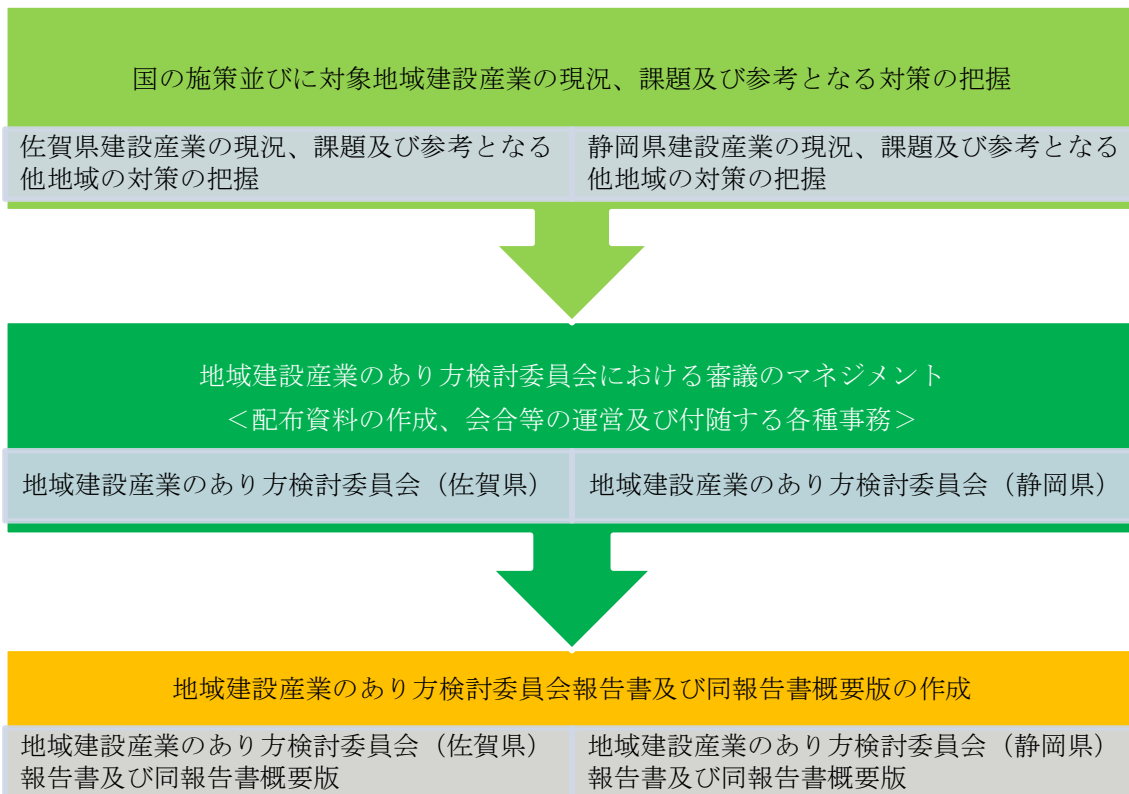 国の施策並びに対象地域建設産業の現況、課題及び参考となる対策の把握
佐賀県建設産業の現況、課題及び参考となる
他地域の対策の把握
静岡県建設産業の現況、課題及び参考となる
他地域の対策の把握
地域建設産業のあり方検討委員会における審議のマネジメント
＜配布資料の作成、会合等の運営及び付随する各種事務＞
地域建設産業のあり方検討委員会（佐賀県）
地域建設産業のあり方検討委員会（静岡県）
地域建設産業のあり方検討委員会報告書及び同報告書概要版の作成
地域建設産業のあり方検討委員会（佐賀県）
報告書及び同報告書概要版
地域建設産業のあり方検討委員会（静岡県）
報告書及び同報告書概要版